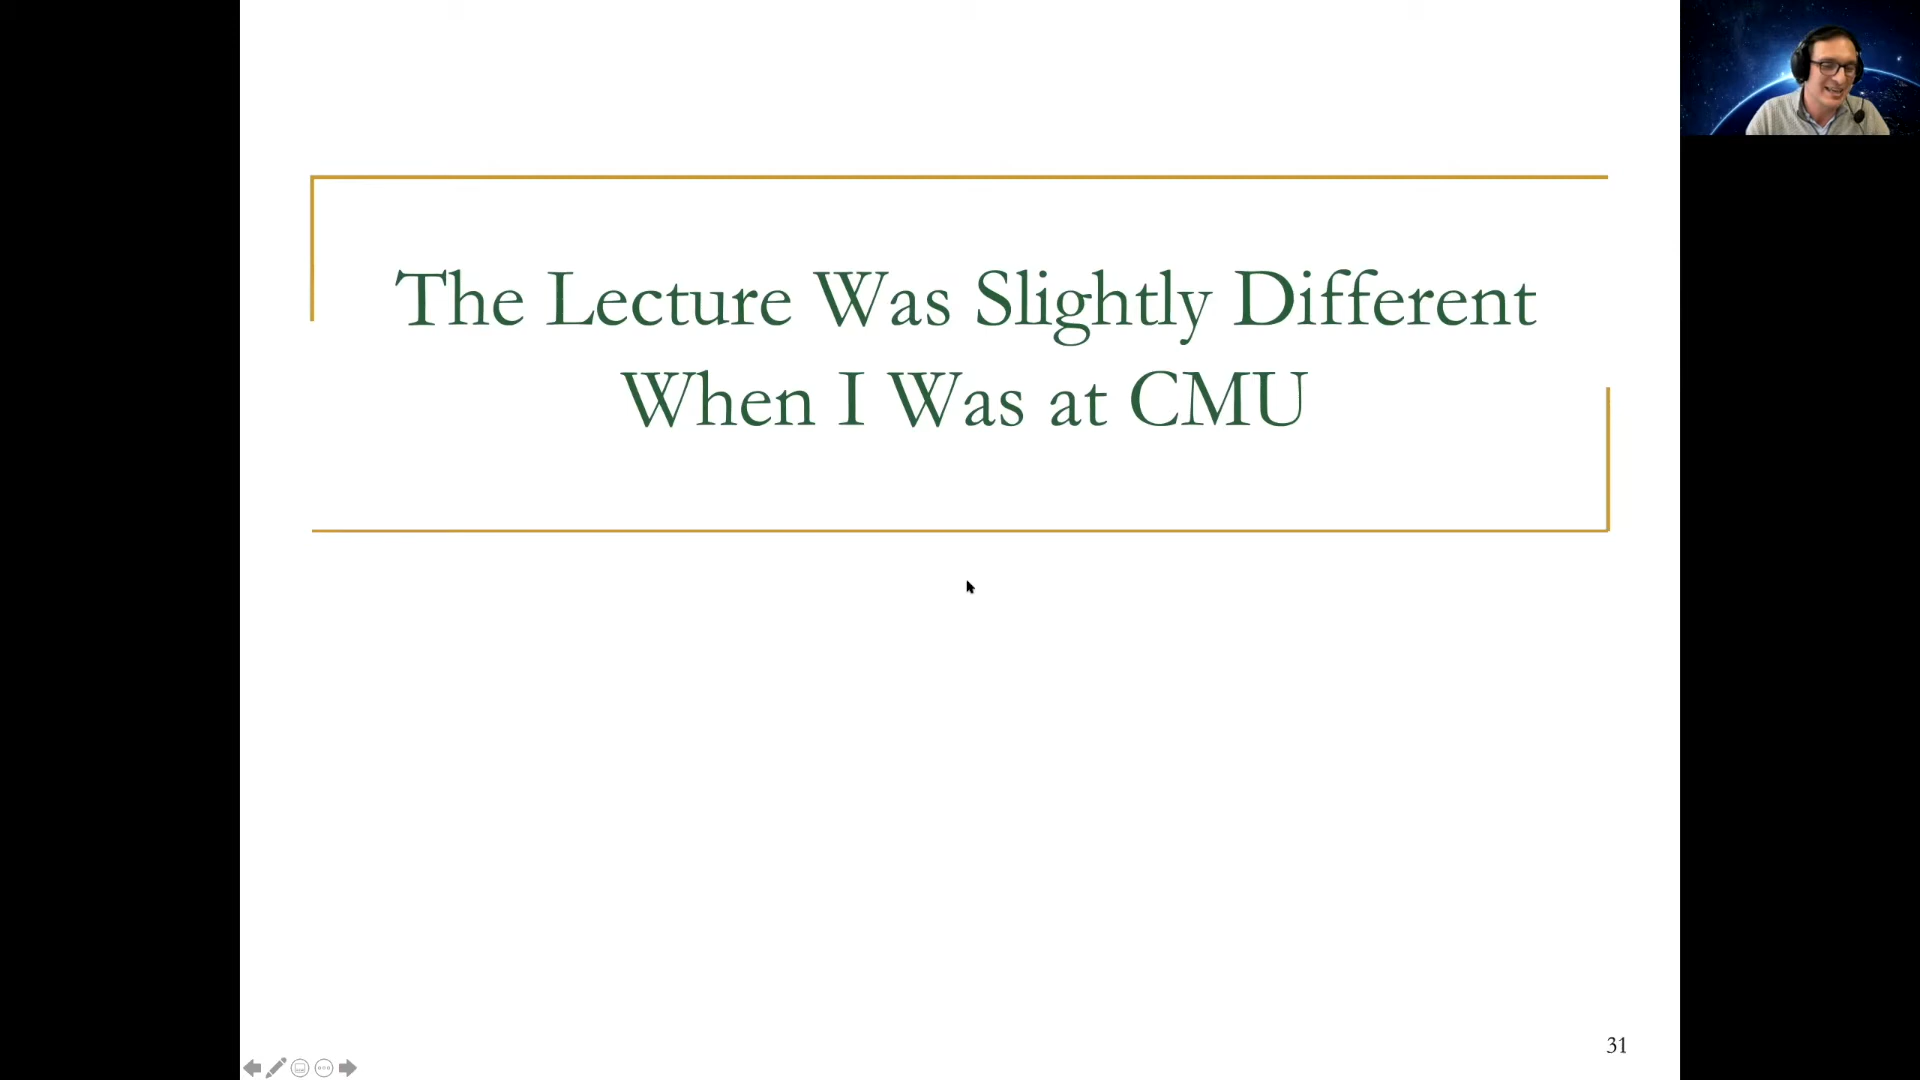 The Lecture Was Slightly Different
When I Was at CMU
31